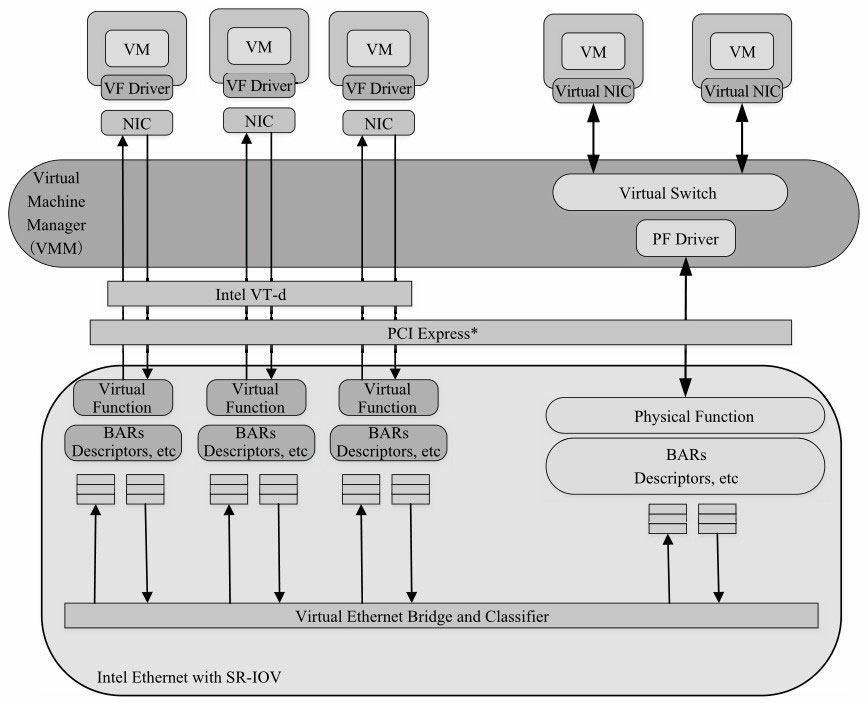 VM
VM
VM
VM
VM
VF Driver
VF Driver
VF Driver
Virtual NIC
Virtual NIC
NIC
NIC
NIC
Virtual
Machine
Manager
（VMM）
Virtual Switch
PF Driver
Intel VT-d
PCI Express*
Virtual
Function
Virtual
Function
Virtual
Function
Physical Function
BARs
Descriptors, etc
BARs
Descriptors, etc
BARs
Descriptors, etc
BARs
Descriptors, etc
Virtual Ethernet Bridge and Classifier
Intel Ethernet with SR-IOV